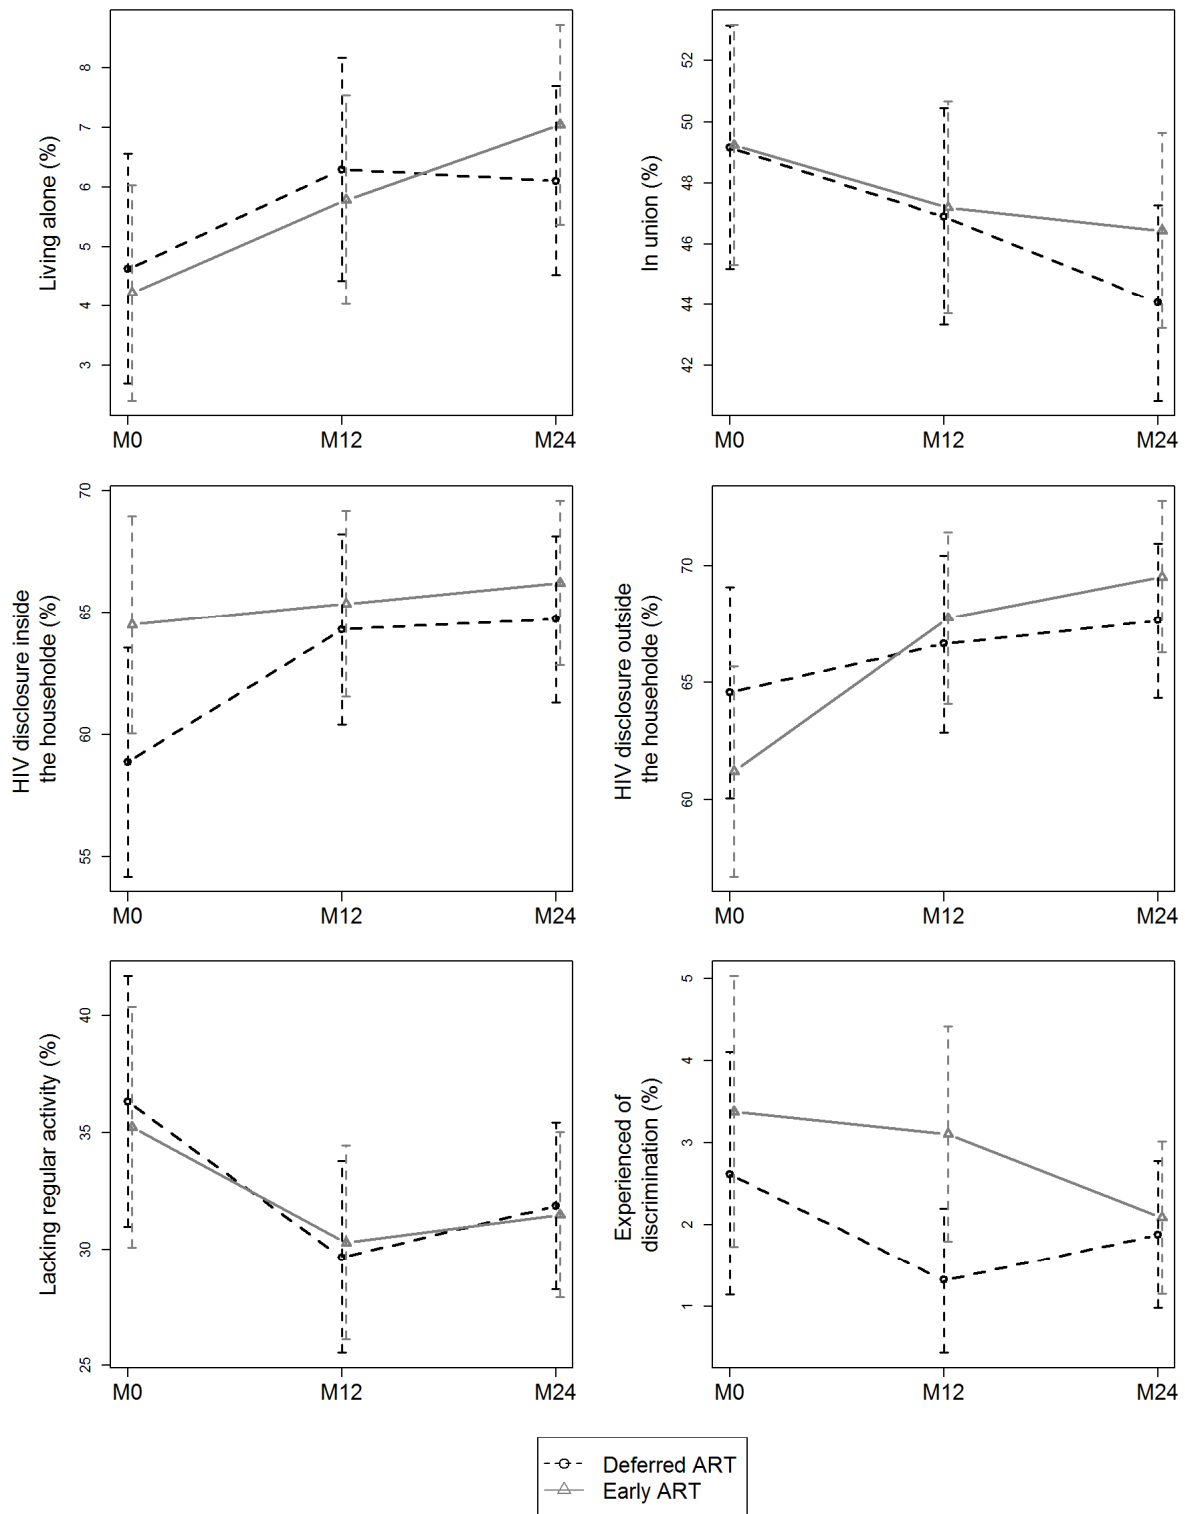 Living alone (%)
8
7
6
5
4
3
M0 M12 M24
In union (%)
52
50
48
46
44
42
M0 M12 M24
HIV disclosure inside
the householde (%)
70
65
60
55
M0 M12 M24
HIV disclosure outside
the householde (%)
70
65
60
M0 M12 M24
Lacking regular activity (%)
40
35
30
25
M0 M12 M24
Experienced of
discrimination (%)
5
4
3
2
1
M0 M12 M24
Deferred ART
Early ART